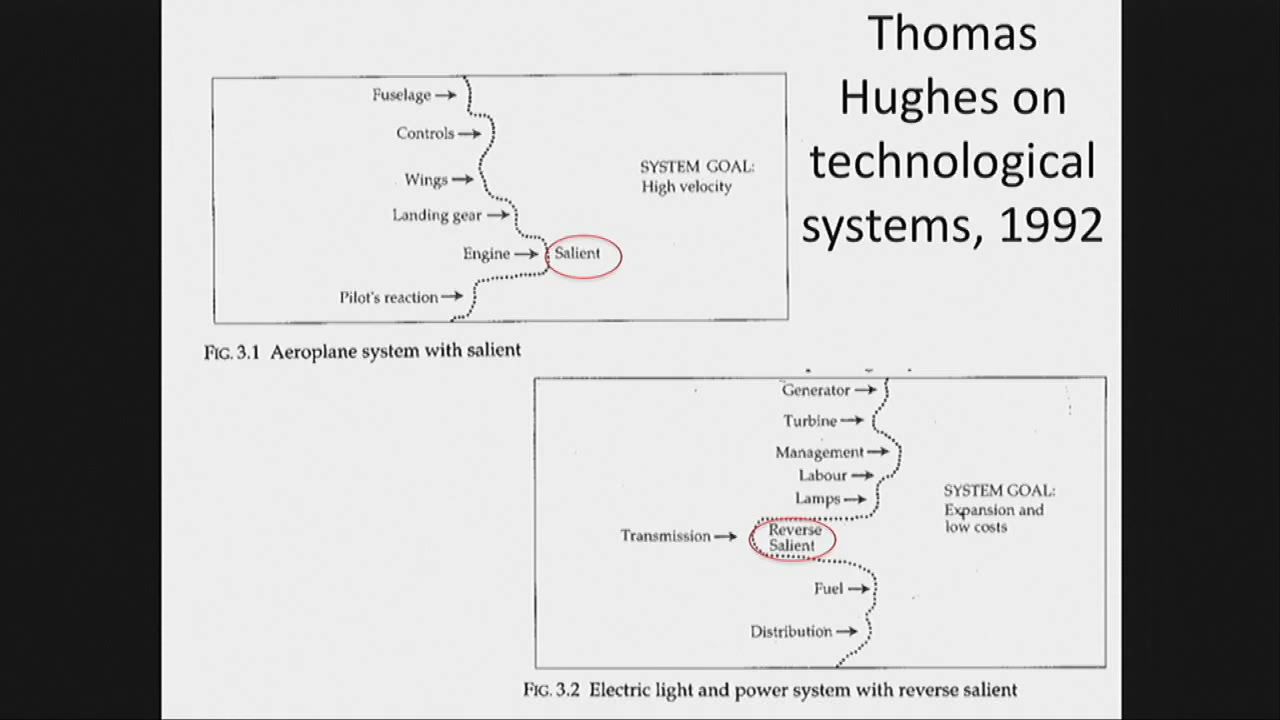 Thomas
Hughes on
technological
systems, 1992
Fuselage
Controls
Wings
Landing gear
Engine
Salient
Pilot's reaction
SYSTEM GOAL:
High velocity
FIG. 3.1 Aeroplane system with salient
Generator
Turbine
Management
Labour
Lamps
Transmission
Reverse
Salient
Fuel
Distribution
SYSTEM GOAL:
Expansion and
low costs
FIG. 3.2 Electric light and power system with reverse salient